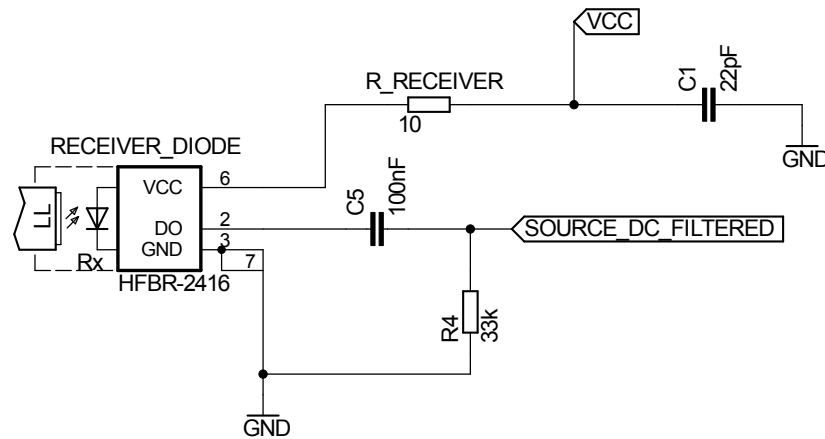 VCC
R_RECEIVER
10
C1
22pF
GND
RECEIVER_DIODE
LL
VCC
6
DO
2
GND
3
7
Rx
HFBR-2416
C5
100nF
SOURCE_DC_FILTERED
R4
33k
GND